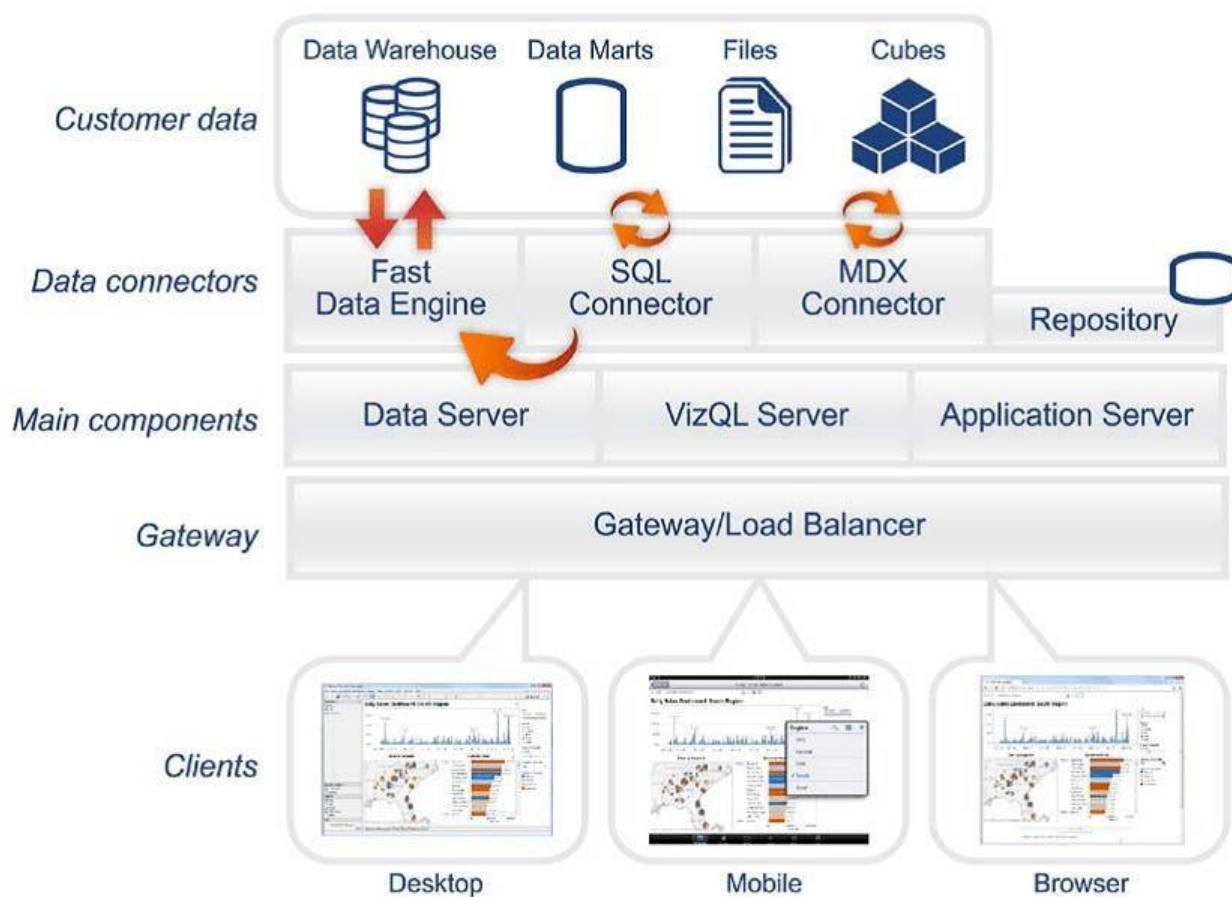 Data Warehouse
Data Marts
Files
Cubes
Customer data
Data connectors
Fast
Data Engine
SQL
Connector
MDX
Connector
Repository
Main components
Data Server
VizQL Server
Application Server
Gateway
Gateway/Load Balancer
Clients
Desktop
Mobile
Browser